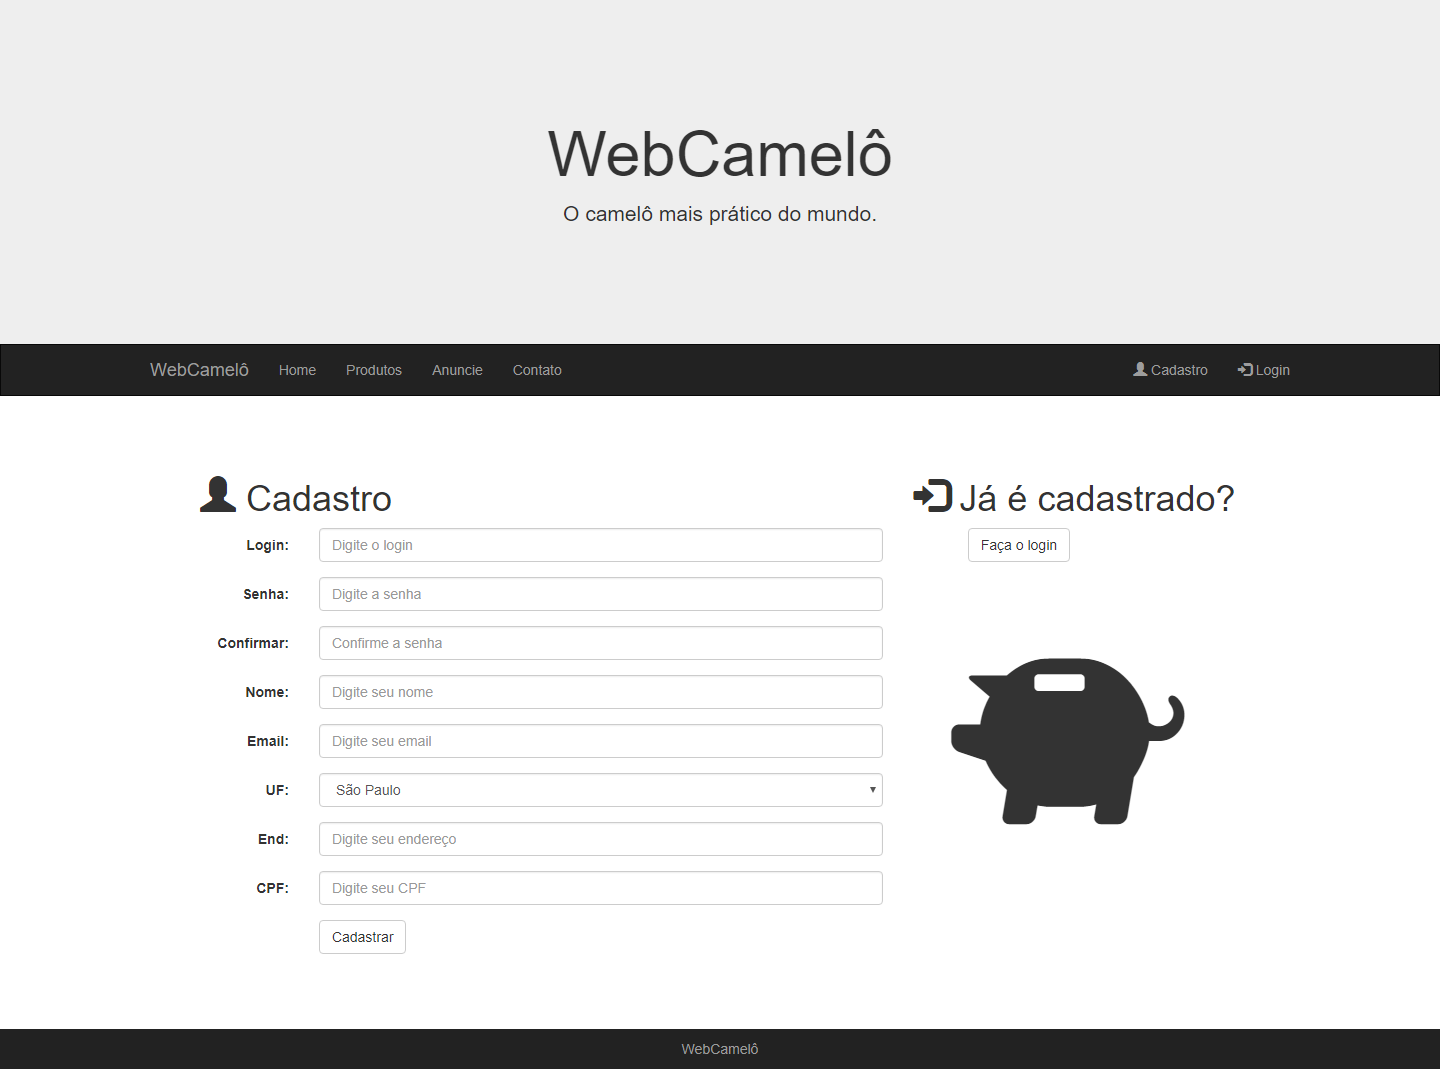 WebCamelô
O camelô mais prático do mundo.
WebCamelô Home Produtos Anuncie Contato Cadastro Login
Cadastro
Login: Digite o login
Senha: Digite a senha
Confirmar: Confirme a senha
Nome: Digite seu nome
Email: Digite seu email
UF: São Paulo
End: Digite seu endereço
CPF: Digite seu CPF
Cadastrar
Já é cadastrado?
Faça o login
WebCamelô